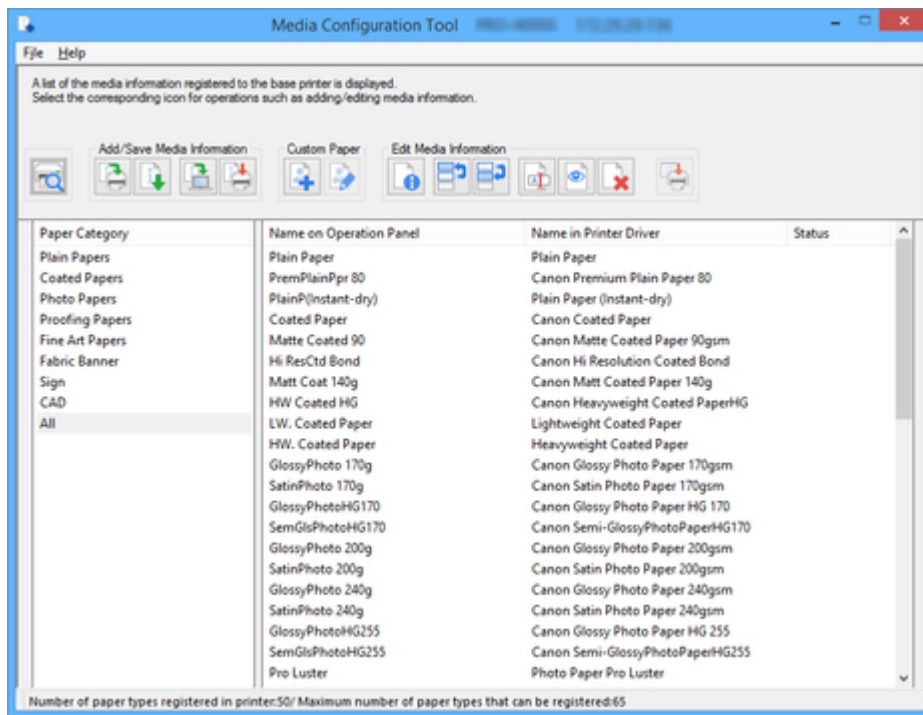 Media Configuration Tool
File Help
A list of the media information registered to the base printer is displayed.
Select the corresponding icon for operations such as adding/editing media information.
Add/Save Media Information Custom Paper Edit Media Information
Paper Category Name on Operation Panel Name in Printer Driver Status
Plain Papers Plain Paper Plain Paper
Coated Papers PremPlainPpr 80 Canon Premium Plain Paper 80
Photo Papers PlainP(Instant-dry) Plain Paper (Instant-dry)
Proofing Papers Coated Paper Canon Coated Paper
Fine Art Papers Matte Coated 90 Canon Matte Coated Paper 90gsm
Fabric Banner Hi ResCtd Bond Canon Hi Resolution Coated Bond
Sign Matt Coat 140g Canon Matt Coated Paper 140g
CAD HW Coated HG Canon Heavyweight Coated PaperHG
All LW. Coated Paper Lightweight Coated Paper
HW. Coated Paper Heavyweight Coated Paper
GlossyPhoto 170g Canon Glossy Photo Paper 170gsm
SatinPhoto 170g Canon Satin Photo Paper 170gsm
GlossyPhotoHG170 Canon Glossy Photo Paper HG 170
SemGlsPhotoHG170 Canon Semi-GlossyPhotoPaperHG170
GlossyPhoto 200g Canon Glossy Photo Paper 200gsm
SatinPhoto 200g Canon Satin Photo Paper 200gsm
GlossyPhoto 240g Canon Glossy Photo Paper 240gsm
SatinPhoto 240g Canon Satin Photo Paper 240gsm
GlossyPhotoHG255 Canon Glossy Photo Paper HG 255
SemGlsPhotoHG255 Canon Semi-GlossyPhotoPaperHG255
Pro Luster Photo Paper Pro Luster
Number of paper types registered in printer:50/ Maximum number of paper types that can be registered:65